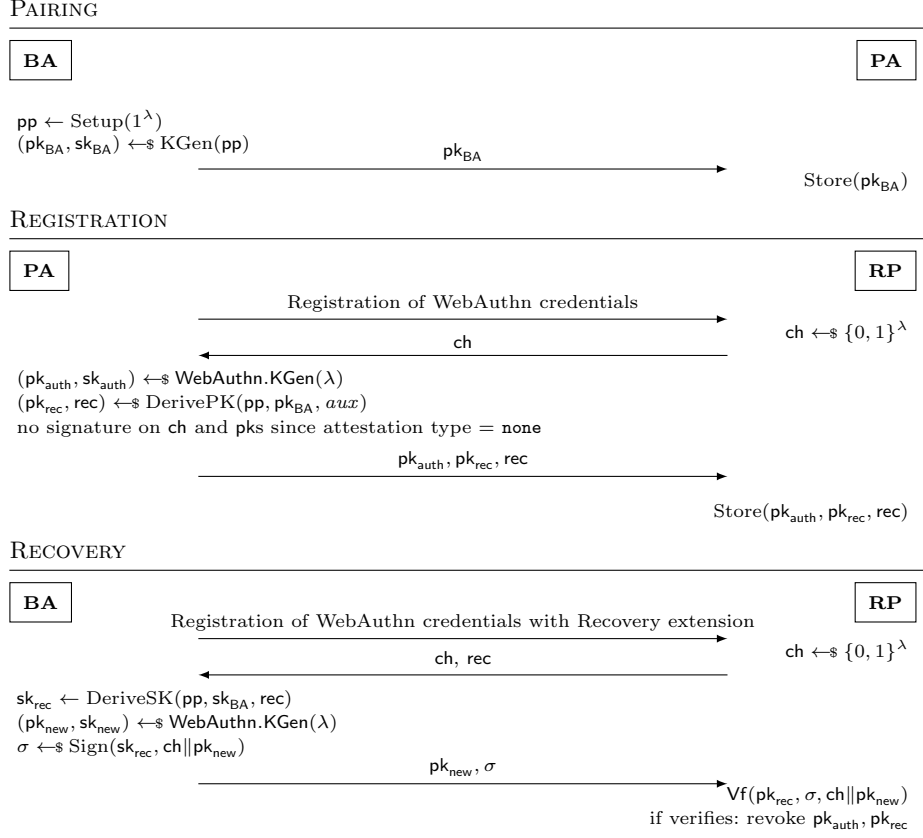 PAIRING
BA PA
pp ← Setup(1^λ)
(pk_BA, sk_BA) ←$ KGen(pp)
pk_BA
Store(pk_BA)
REGISTRATION
PA RP
Registration of WebAuthn credentials
ch ←$ {0, 1}^λ
ch
(pk_auth, sk_auth) ←$ WebAuthn.KGen(λ)
(pk_rec, rec) ←$ DerivePK(pp, pk_BA, aux)
no signature on ch and pks since attestation type = none
pk_auth, pk_rec, rec
Store(pk_auth, pk_rec, rec)
RECOVERY
BA RP
Registration of WebAuthn credentials with Recovery extension
ch ←$ {0, 1}^λ
ch, rec
sk_rec ← DeriveSK(pp, sk_BA, rec)
(pk_new, sk_new) ←$ WebAuthn.KGen(λ)
σ ←$ Sign(sk_rec, ch‖pk_new)
pk_new, σ
Vf(pk_rec, σ, ch‖pk_new)
if verifies: revoke pk_auth, pk_rec